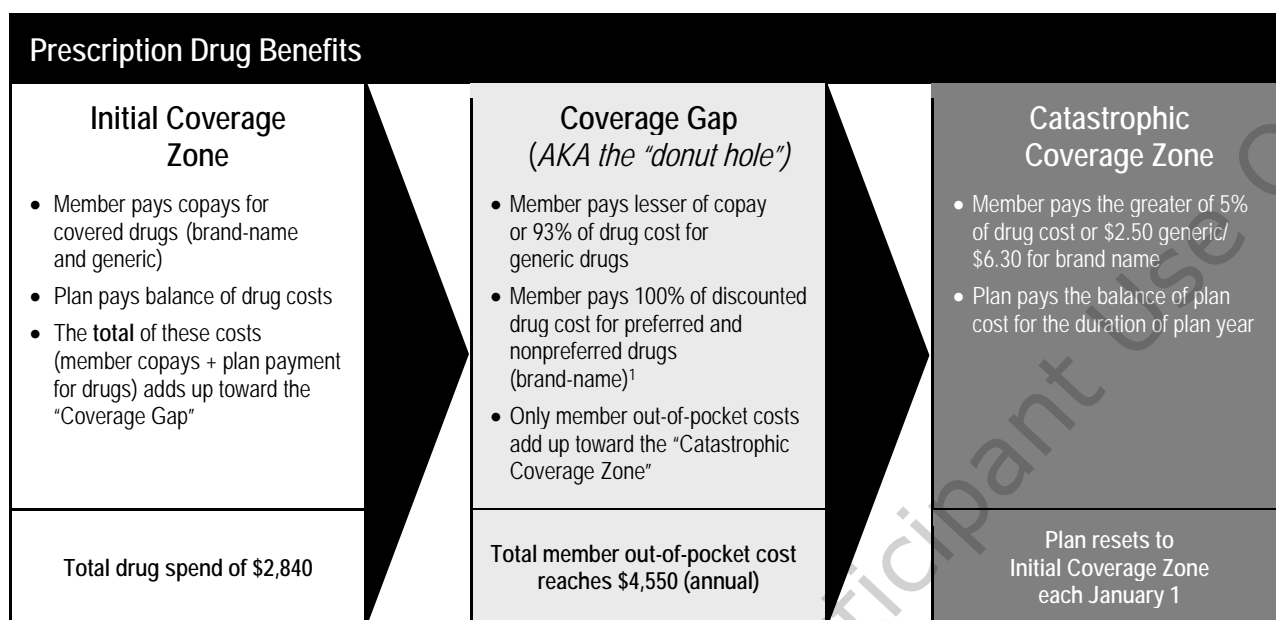 Prescription Drug Benefits
Initial Coverage
Zone
• Member pays copays for
covered drugs (brand-name
and generic)
• Plan pays balance of drug costs
• The total of these costs
(member copays + plan payment
for drugs) adds up toward the
“Coverage Gap”
Total drug spend of $2,840
Coverage Gap
(AKA the “donut hole”)
• Member pays lesser of copay
or 93% of drug cost for
generic drugs
• Member pays 100% of discounted
drug cost for preferred and
nonpreferred drugs
(brand-name)¹
• Only member out-of-pocket costs
add up toward the “Catastrophic
Coverage Zone”
Total member out-of-pocket cost
reaches $4,550 (annual)
Catastrophic
Coverage Zone
• Member pays the greater of 5%
of drug cost or $2.50 generic/
$6.30 for brand name
• Plan pays the balance of plan
cost for the duration of plan year
Plan resets to
Initial Coverage Zone
each January 1